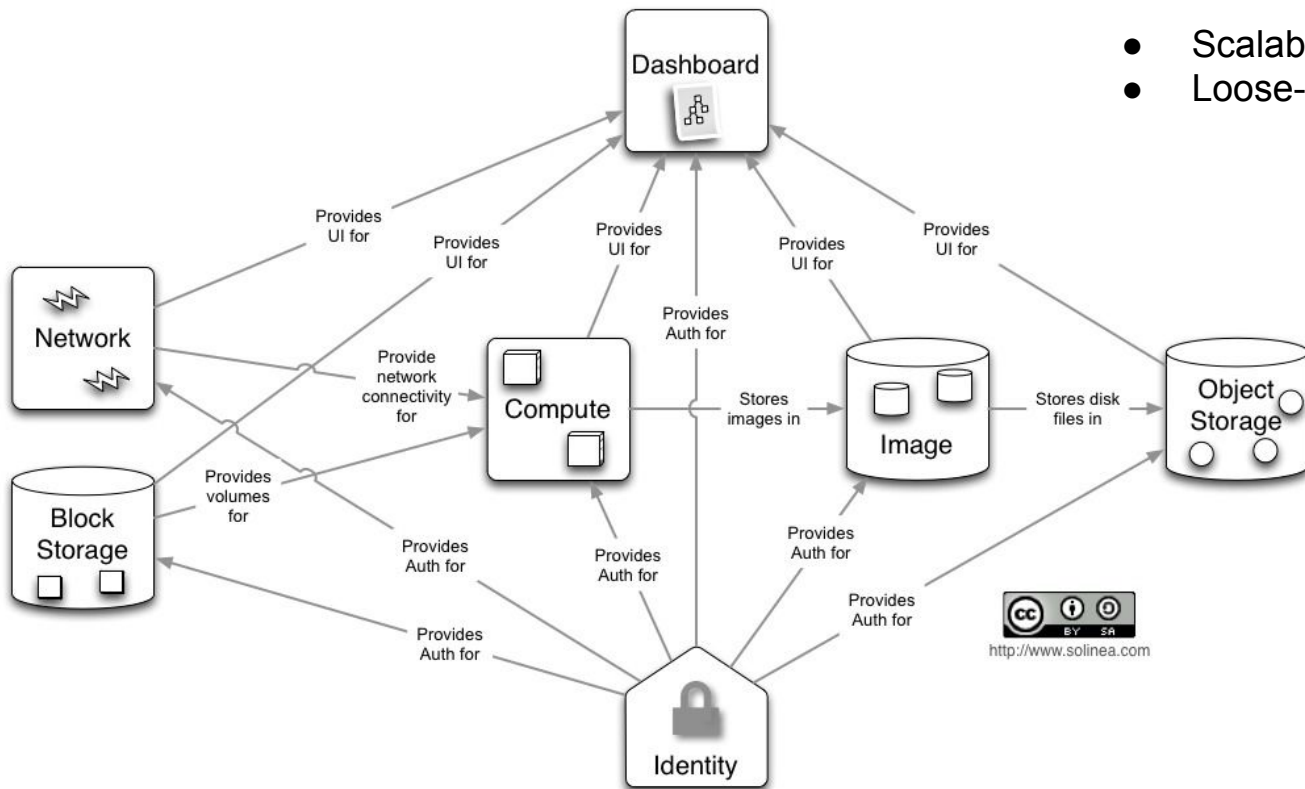 Dashboard
● Scalab
● Loose-
Provides
UI for
Provides
UI for
Provides
UI for
Provides
UI for
Provides
UI for
Network
Provides
Auth for
Provide
network
connectivity
for
Compute
Stores
images in
Image
Stores disk
files in
Object
Storage
Provides
volumes
for
Block
Storage
Provides
Auth for
Provides
Auth for
Provides
Auth for
Provides
Auth for
Provides
Auth for
cc
BY SA
http://www.solinea.com
Identity